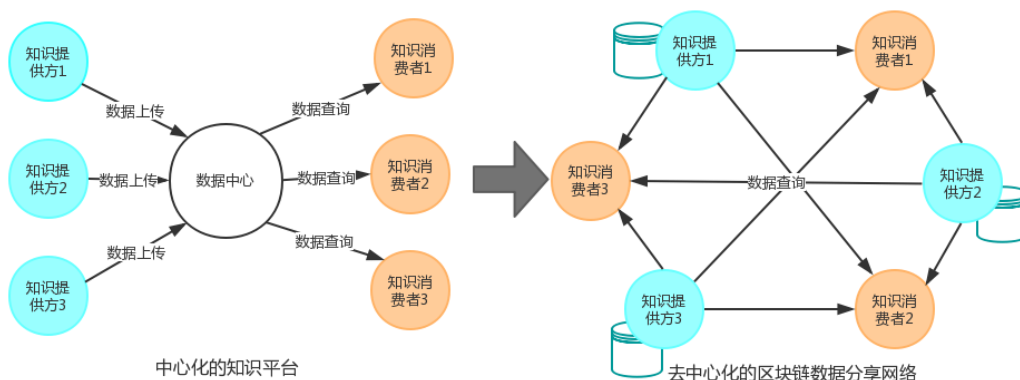 知识提
供方1
数据上传
知识提
供方2
数据上传
知识提
供方3
数据上传
数据中心
数据查询
知识消
费者1
数据查询
知识消
费者2
数据查询
知识消
费者3
中心化的知识平台
知识提
供方1
知识消
费者1
知识消
费者3
数据查询
知识提
供方2
知识提
供方3
知识消
费者2
去中心化的区块链数据分享网络